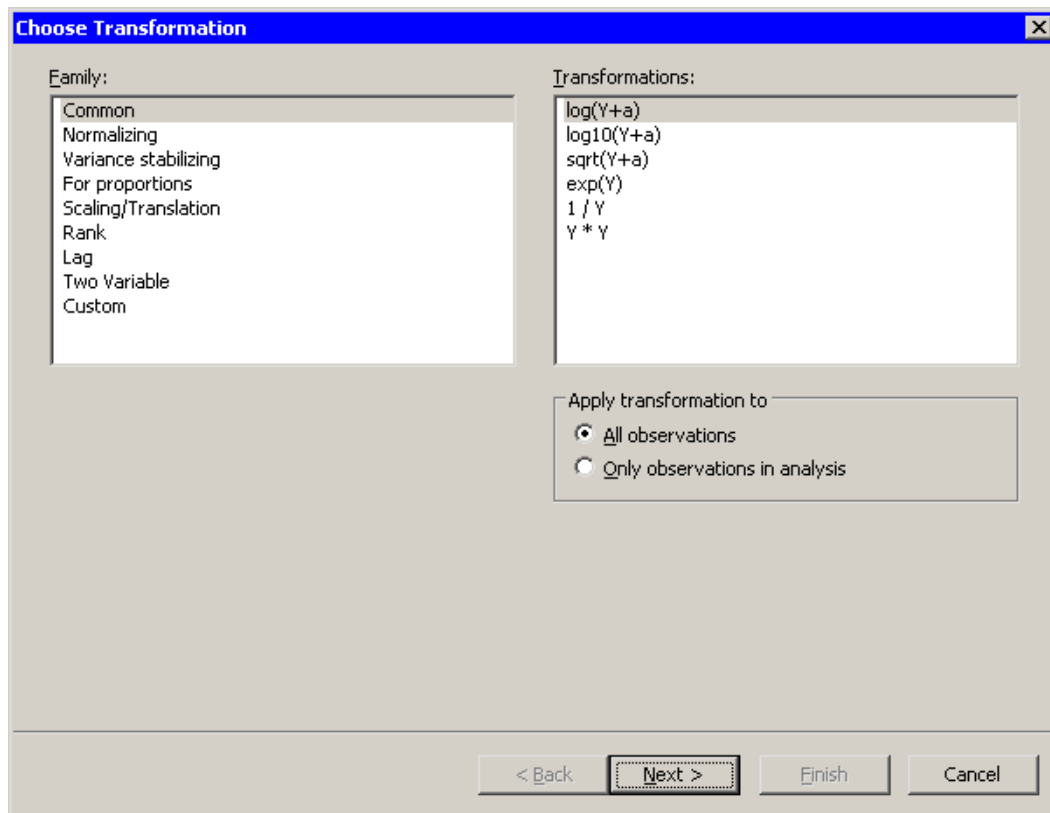 Choose Transformation
Family:
Common
Normalizing
Variance stabilizing
For proportions
Scaling/Translation
Rank
Lag
Two Variable
Custom
Transformations:
log(Y+a)
log10(Y+a)
sqrt(Y+a)
exp(Y)
1 / Y
Y * Y
Apply transformation to
All observations
Only observations in analysis
< Back
Next >
Finish
Cancel